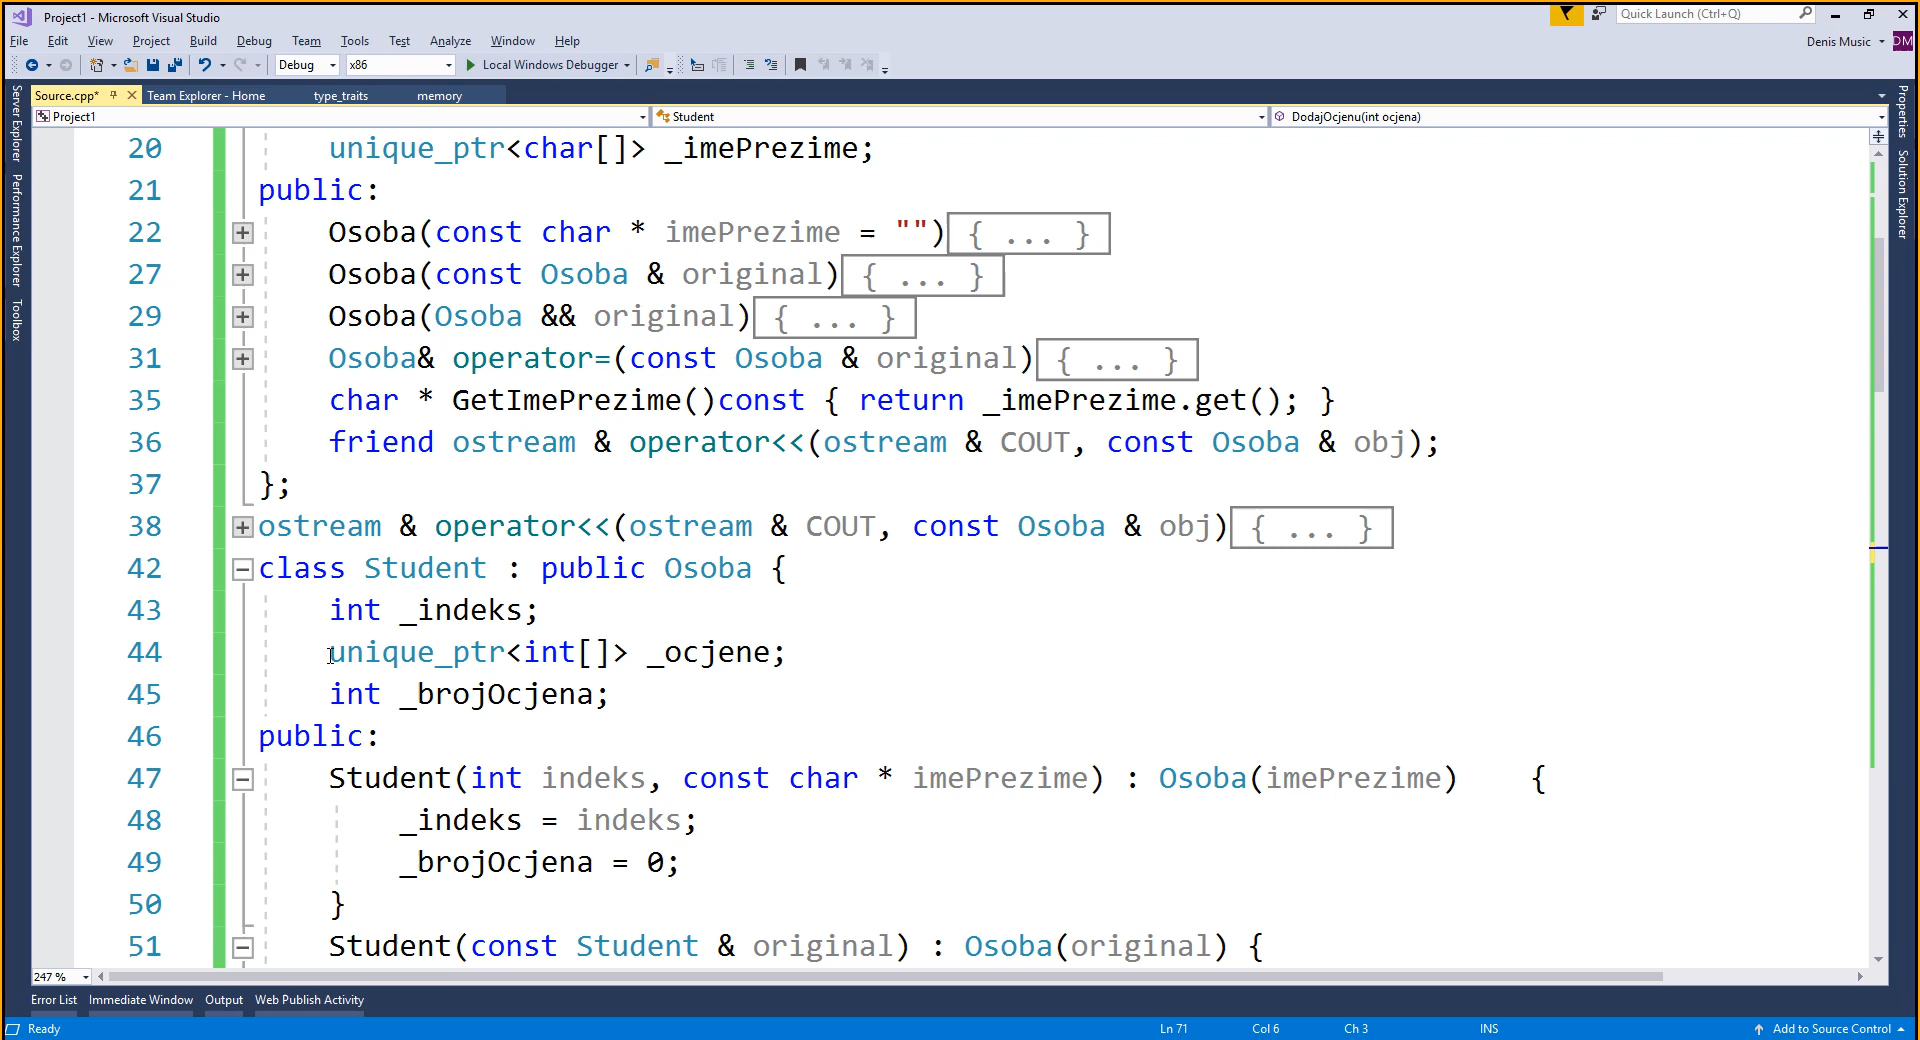 Project1 - Microsoft Visual Studio
Quick Launch (Ctrl+Q)
File Edit View Project Build Debug Team Tools Test Analyze Window Help
Denis Music DM
Debug x86 Local Windows Debugger
Source.cpp* Team Explorer - Home type_traits memory
Project1 Student DodajOcjenu(int ocjena)
Server Explorer
Performance Explorer
Toolbox
Properties
Solution Explorer
20 unique_ptr<char[]> _imePrezime;
21 public:
22 Osoba(const char * imePrezime = ""){ ... }
27 Osoba(const Osoba & original){ ... }
29 Osoba(Osoba && original){ ... }
31 Osoba& operator=(const Osoba & original){ ... }
35 char * GetImePrezime()const { return _imePrezime.get(); }
36 friend ostream & operator<<(ostream & COUT, const Osoba & obj);
37 };
38 ostream & operator<<(ostream & COUT, const Osoba & obj){ ... }
42 class Student : public Osoba {
43 int _indeks;
44 unique_ptr<int[]> _ocjene;
45 int _brojOcjena;
46 public:
47 Student(int indeks, const char * imePrezime) : Osoba(imePrezime) {
48 _indeks = indeks;
49 _brojOcjena = 0;
50 }
51 Student(const Student & original) : Osoba(original) {
247 %
Error List Immediate Window Output Web Publish Activity
Ready Ln 71 Col 6 Ch 3 INS Add to Source Control